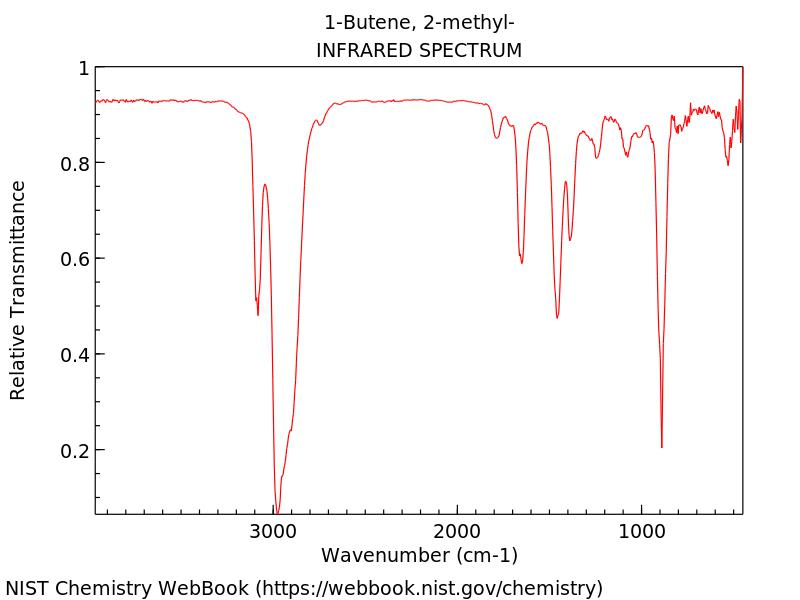 1-Butene, 2-methyl-
INFRARED SPECTRUM
1
0.8
0.6
0.4
0.2
Relative Transmittance
3000 2000 1000
Wavenumber (cm-1)
NIST Chemistry WebBook (https://webbook.nist.gov/chemistry)